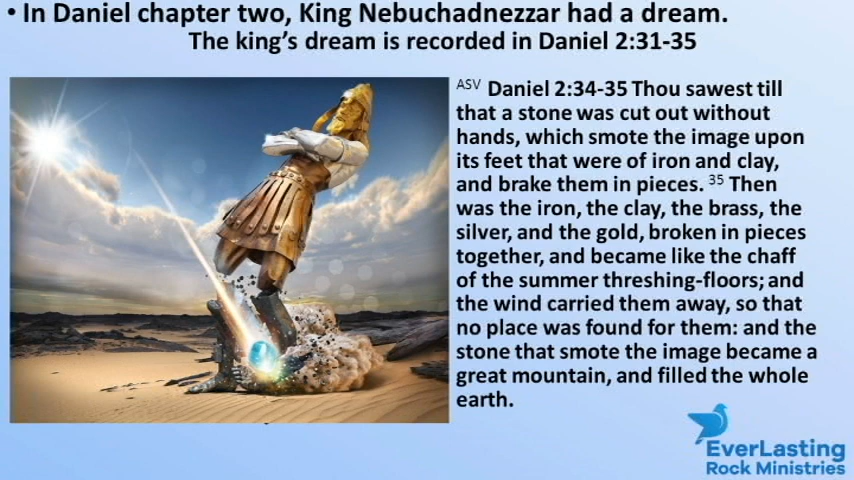 • In Daniel chapter two, King Nebuchadnezzar had a dream.
The king's dream is recorded in Daniel 2:31-35
ASV Daniel 2:34-35 Thou sawest till
that a stone was cut out without
hands, which smote the image upon
its feet that were of iron and clay,
and brake them in pieces. 35 Then
was the iron, the clay, the brass, the
silver, and the gold, broken in pieces
together, and became like the chaff
of the summer threshing-floors; and
the wind carried them away, so that
no place was found for them: and the
stone that smote the image became a
great mountain, and filled the whole
earth.
EverLasting
Rock Ministries